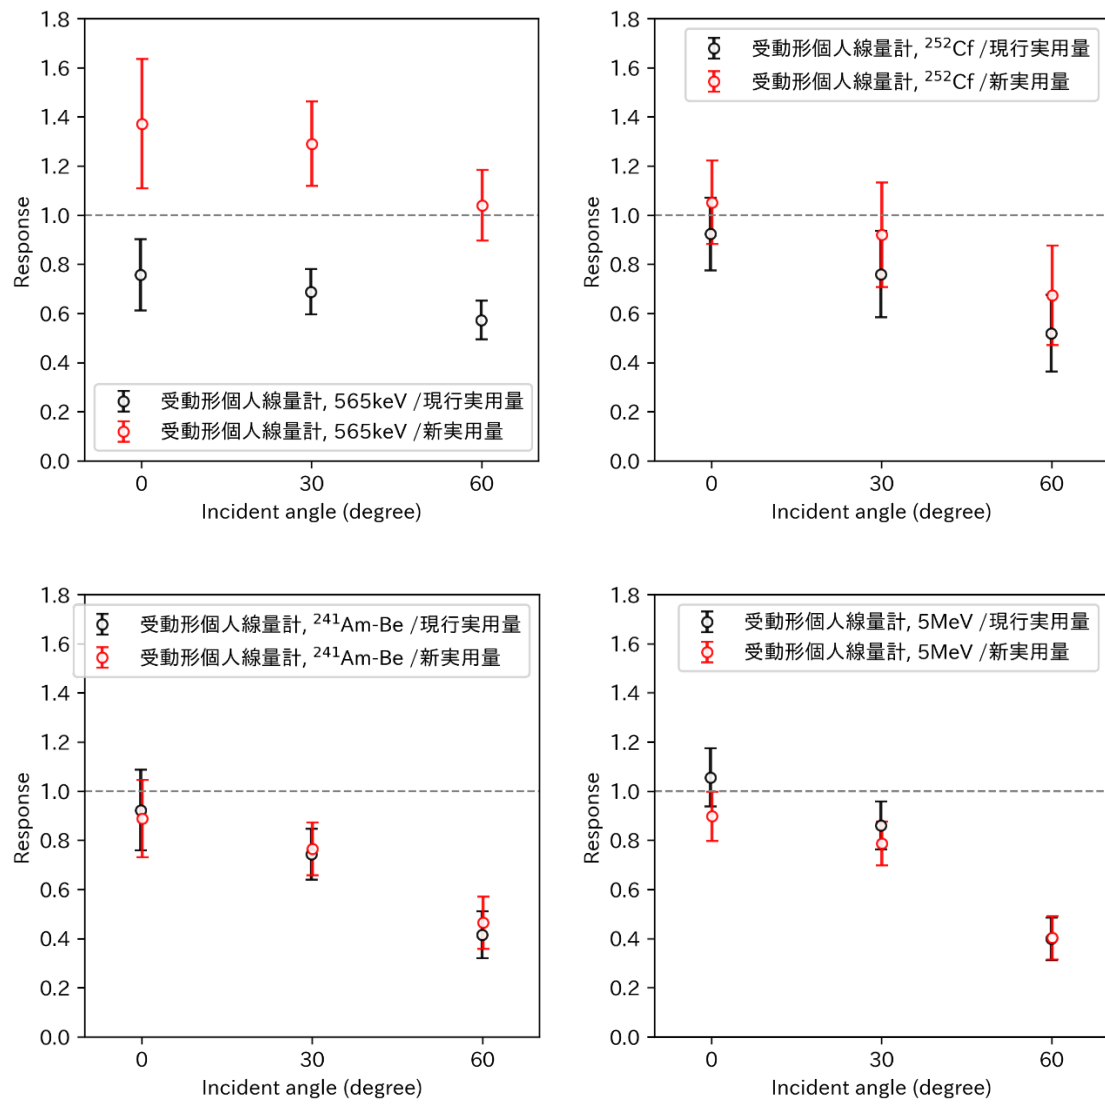 1.8
1.6
1.4
1.2
1.0
0.8
0.6
0.4
0.2
0.0
Response
受動形個人線量計, 565keV /現行実用量
受動形個人線量計, 565keV /新実用量
0 30 60
Incident angle (degree)
1.8
1.6
1.4
1.2
1.0
0.8
0.6
0.4
0.2
0.0
Response
受動形個人線量計, ²⁵²Cf /現行実用量
受動形個人線量計, ²⁵²Cf /新実用量
0 30 60
Incident angle (degree)
1.8
1.6
1.4
1.2
1.0
0.8
0.6
0.4
0.2
0.0
Response
受動形個人線量計, ²⁴¹Am-Be /現行実用量
受動形個人線量計, ²⁴¹Am-Be /新実用量
0 30 60
Incident angle (degree)
1.8
1.6
1.4
1.2
1.0
0.8
0.6
0.4
0.2
0.0
Response
受動形個人線量計, 5MeV /現行実用量
受動形個人線量計, 5MeV /新実用量
0 30 60
Incident angle (degree)